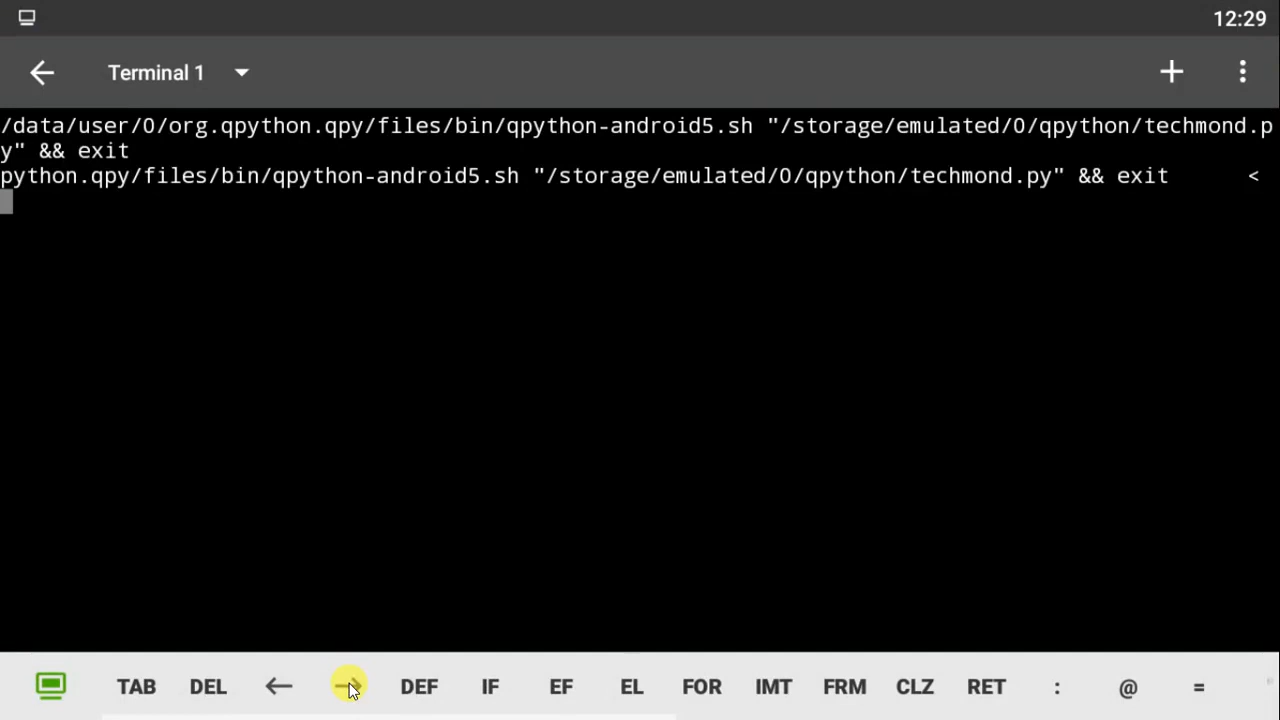 12:29
Terminal 1
/data/user/0/org.qpython.qpy/files/bin/qpython-android5.sh "/storage/emulated/0/qpython/techmond.p
y" && exit
python.qpy/files/bin/qpython-android5.sh "/storage/emulated/0/qpython/techmond.py" && exit <
TAB DEL ← → DEF IF EF EL FOR IMT FRM CLZ RET : @ =